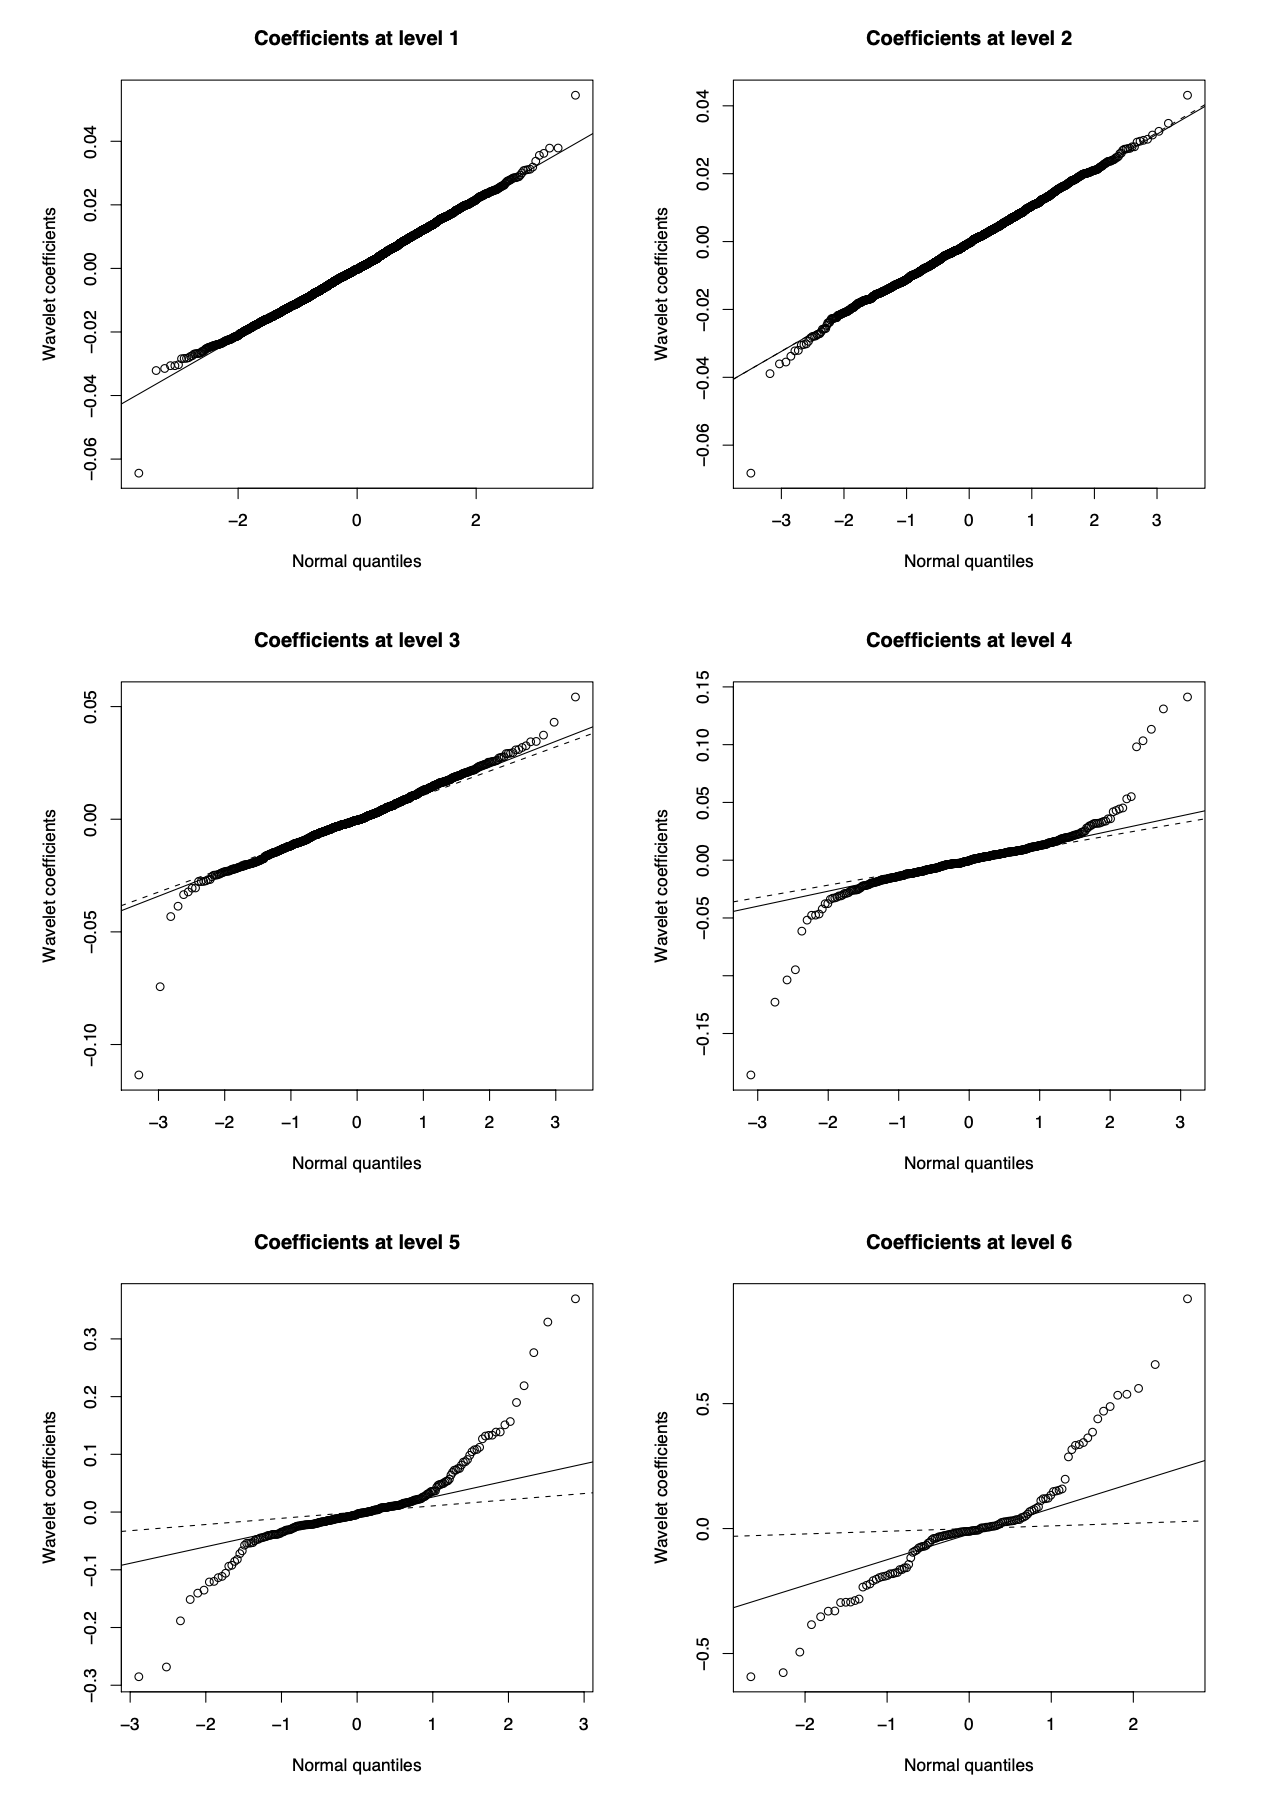 Coefficients at level 1
Wavelet coefficients
0.04
0.02
0.00
−0.02
−0.04
−0.06
−2 0 2
Normal quantiles
Coefficients at level 2
Wavelet coefficients
0.04
0.02
0.00
−0.02
−0.04
−0.06
−3 −2 −1 0 1 2 3
Normal quantiles
Coefficients at level 3
Wavelet coefficients
0.05
0.00
−0.05
−0.10
−3 −2 −1 0 1 2 3
Normal quantiles
Coefficients at level 4
Wavelet coefficients
0.15
0.10
0.05
0.00
−0.05
−0.15
−3 −2 −1 0 1 2 3
Normal quantiles
Coefficients at level 5
Wavelet coefficients
0.3
0.2
0.1
0.0
−0.1
−0.2
−0.3
−3 −2 −1 0 1 2 3
Normal quantiles
Coefficients at level 6
Wavelet coefficients
0.5
0.0
−0.5
−2 −1 0 1 2
Normal quantiles